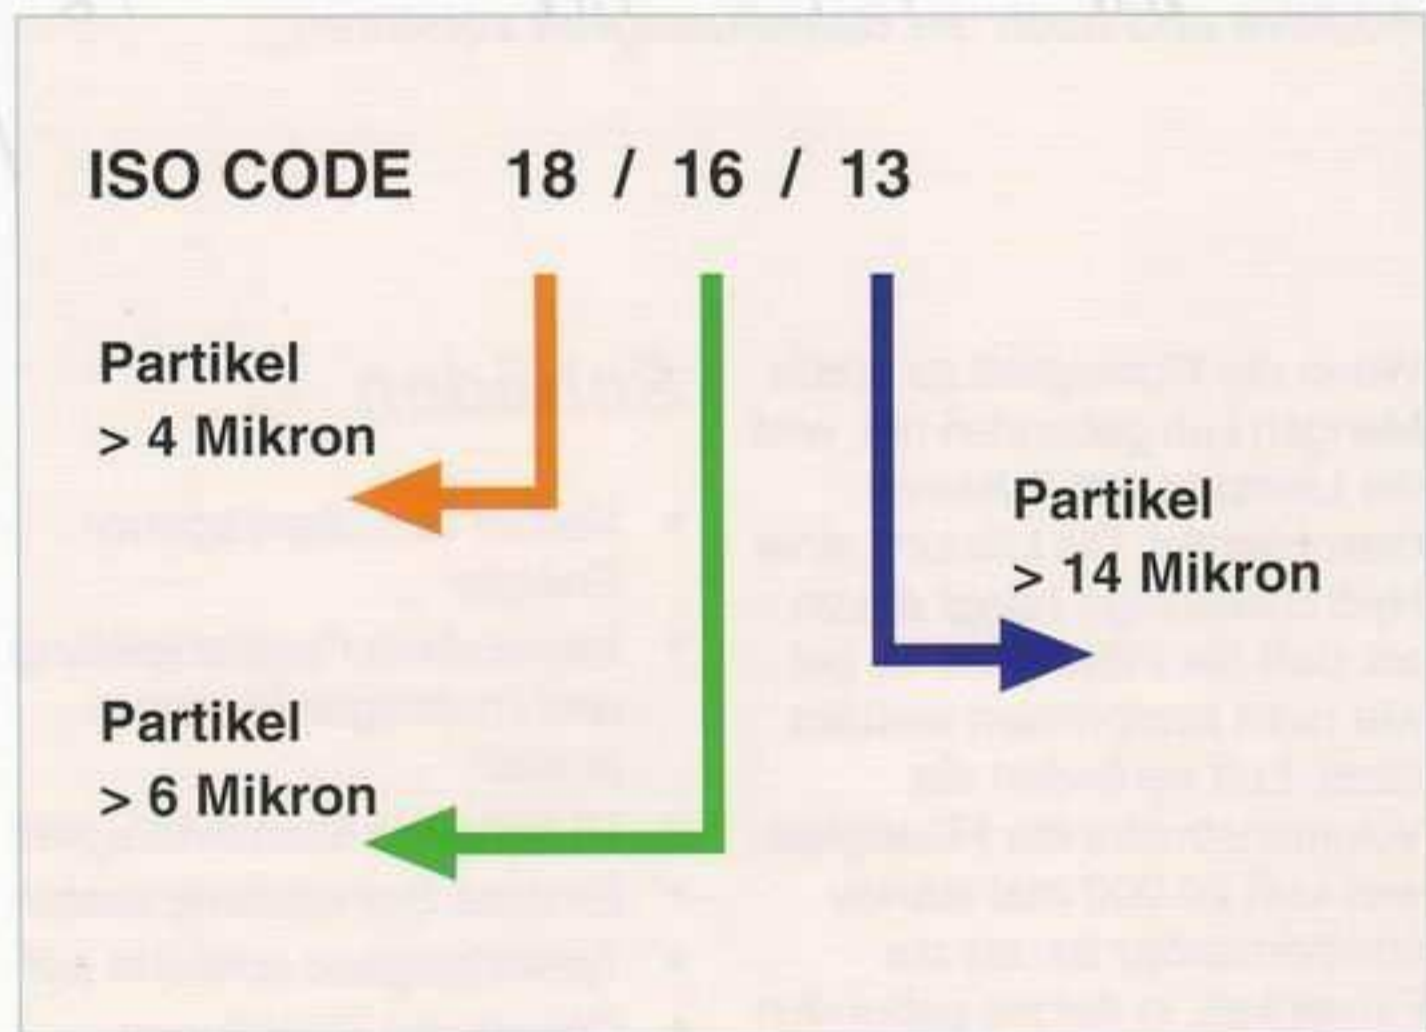 ISO CODE 18 / 16 / 13
Partikel
> 4 Mikron
Partikel
> 14 Mikron
Partikel
> 6 Mikron